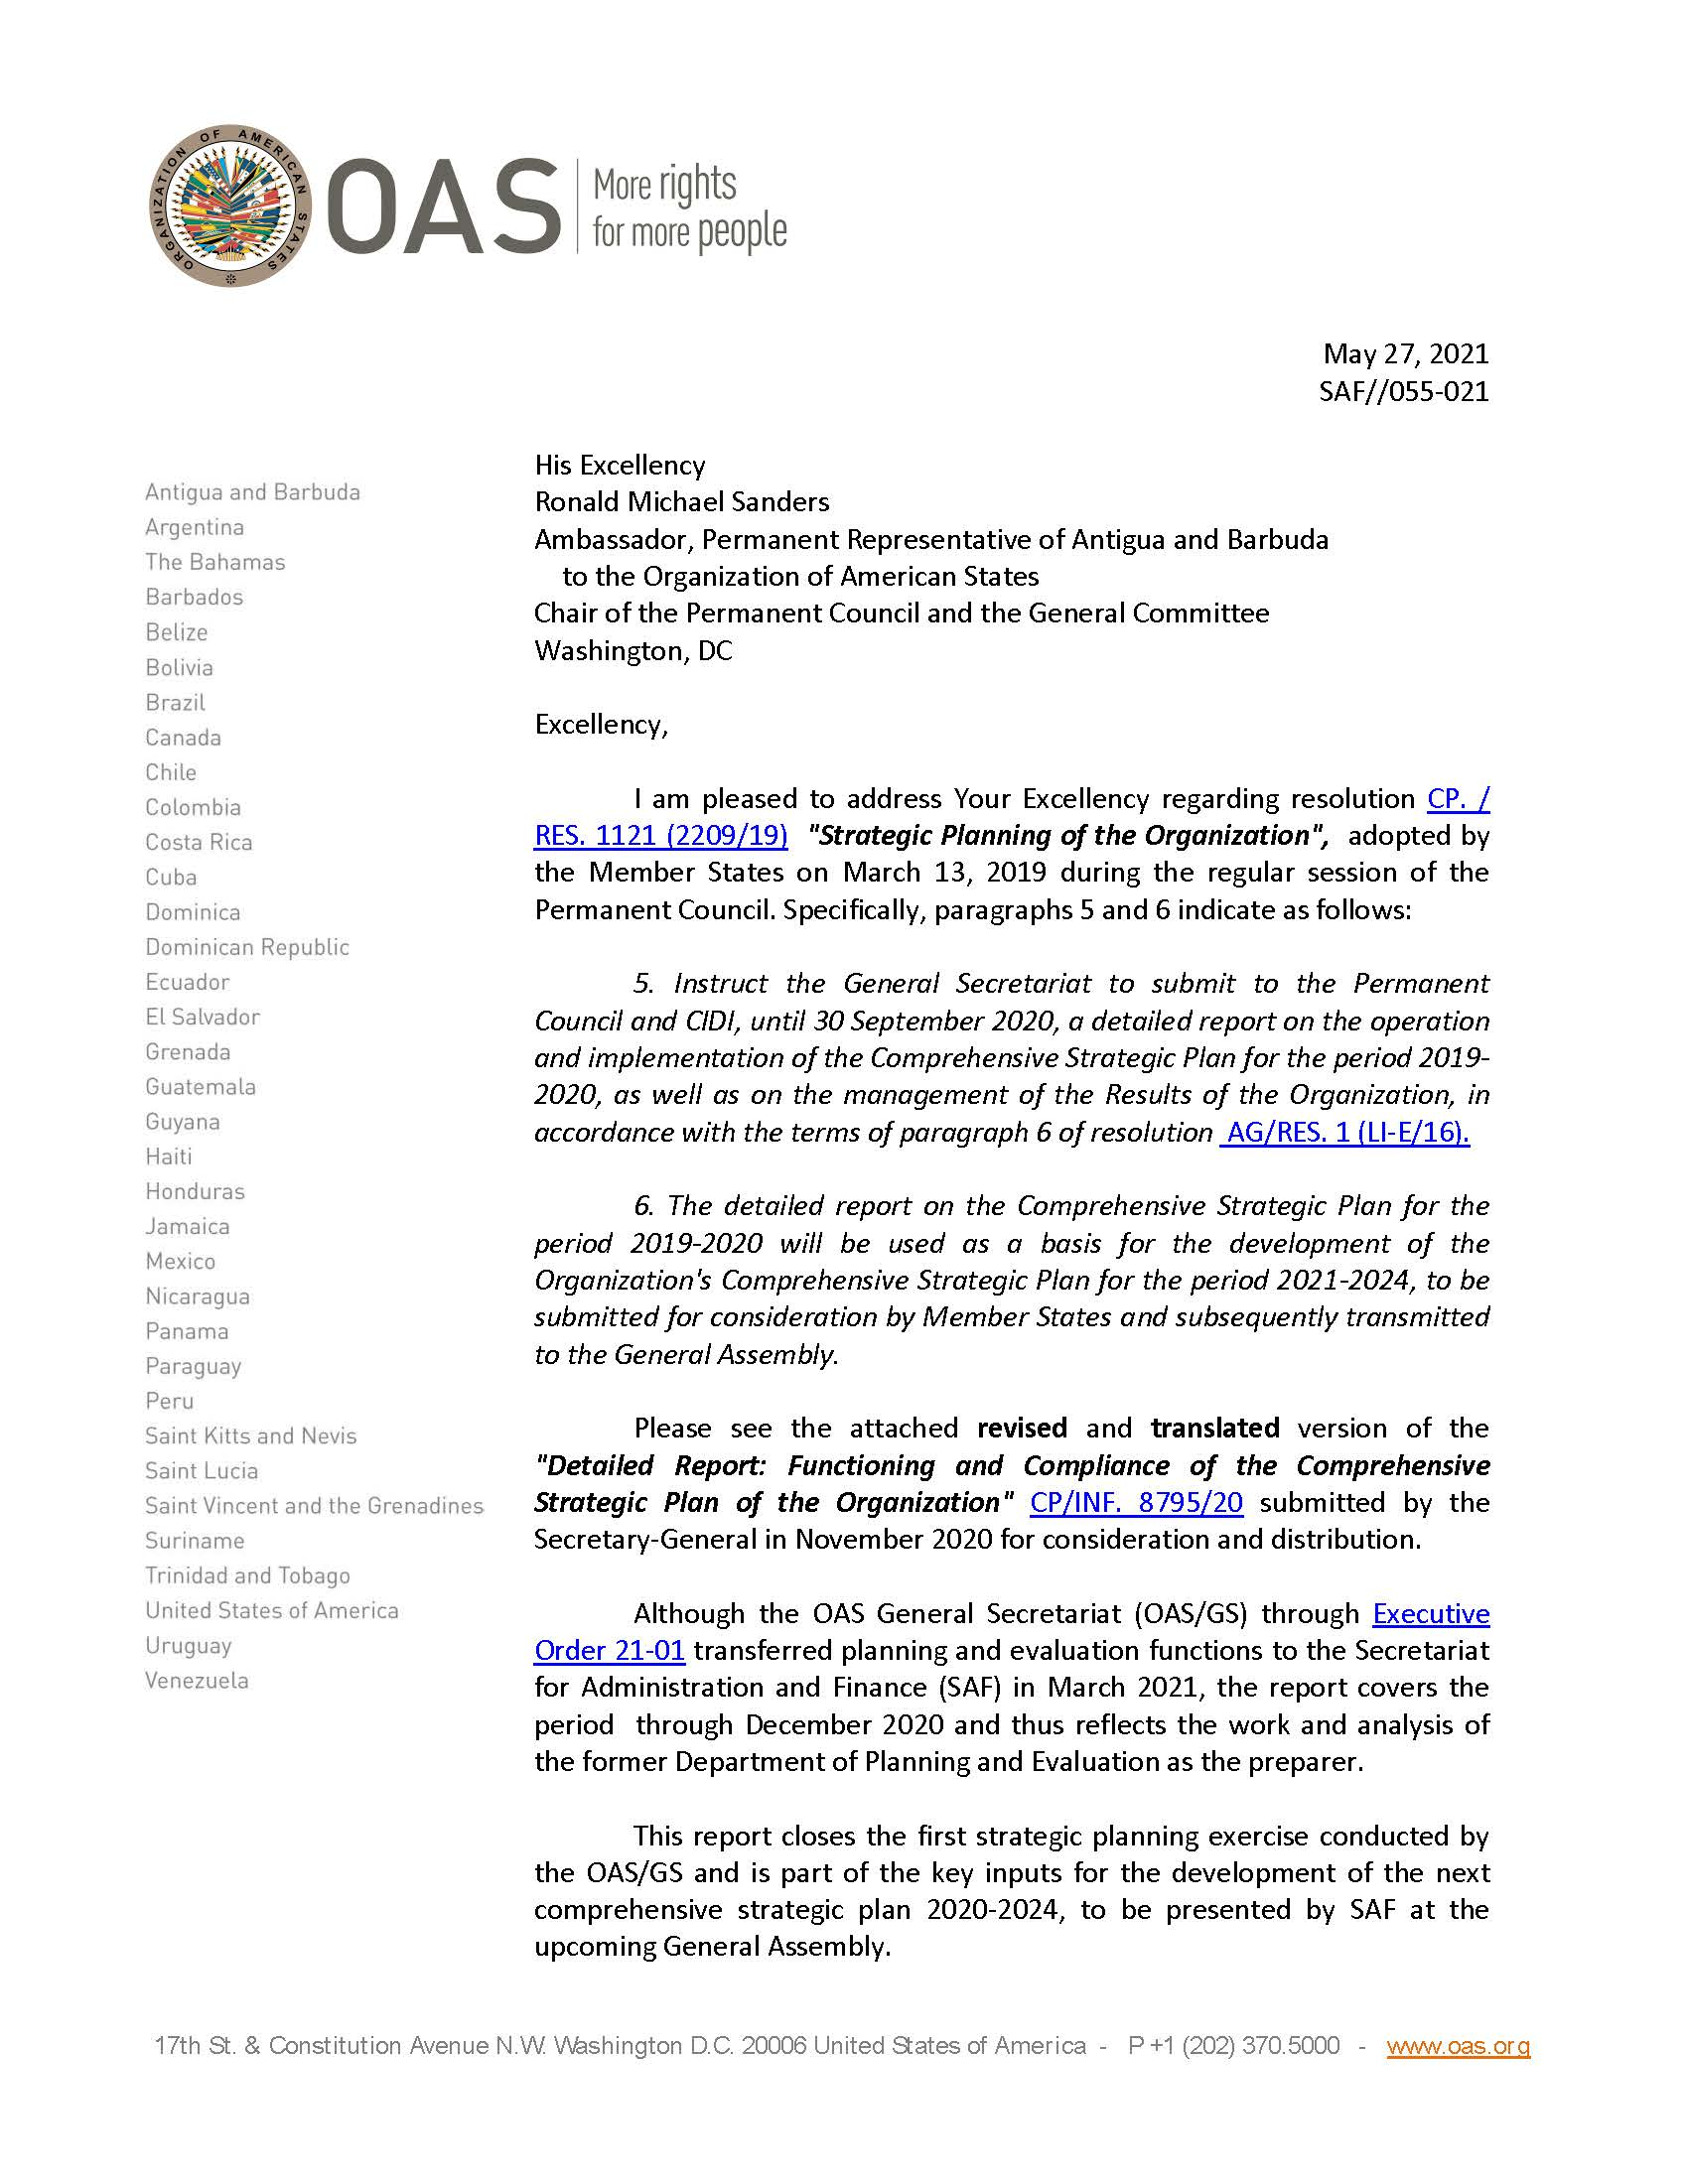 ORGANIZATION OF AMERICAN STATES
OAS
More rights
for more people
May 27, 2021
SAF//055-021
His Excellency
Ronald Michael Sanders
Ambassador, Permanent Representative of Antigua and Barbuda
to the Organization of American States
Chair of the Permanent Council and the General Committee
Washington, DC
Excellency,
I am pleased to address Your Excellency regarding resolution CP. /
RES. 1121 (2209/19) "Strategic Planning of the Organization", adopted by
the Member States on March 13, 2019 during the regular session of the
Permanent Council. Specifically, paragraphs 5 and 6 indicate as follows:
5. Instruct the General Secretariat to submit to the Permanent
Council and CIDI, until 30 September 2020, a detailed report on the operation
and implementation of the Comprehensive Strategic Plan for the period 2019-
2020, as well as on the management of the Results of the Organization, in
accordance with the terms of paragraph 6 of resolution AG/RES. 1 (LI-E/16).
6. The detailed report on the Comprehensive Strategic Plan for the
period 2019-2020 will be used as a basis for the development of the
Organization's Comprehensive Strategic Plan for the period 2021-2024, to be
submitted for consideration by Member States and subsequently transmitted
to the General Assembly.
Please see the attached revised and translated version of the
"Detailed Report: Functioning and Compliance of the Comprehensive
Strategic Plan of the Organization" CP/INF. 8795/20 submitted by the
Secretary-General in November 2020 for consideration and distribution.
Although the OAS General Secretariat (OAS/GS) through Executive
Order 21-01 transferred planning and evaluation functions to the Secretariat
for Administration and Finance (SAF) in March 2021, the report covers the
period through December 2020 and thus reflects the work and analysis of
the former Department of Planning and Evaluation as the preparer.
This report closes the first strategic planning exercise conducted by
the OAS/GS and is part of the key inputs for the development of the next
comprehensive strategic plan 2020-2024, to be presented by SAF at the
upcoming General Assembly.
Antigua and Barbuda
Argentina
The Bahamas
Barbados
Belize
Bolivia
Brazil
Canada
Chile
Colombia
Costa Rica
Cuba
Dominica
Dominican Republic
Ecuador
El Salvador
Grenada
Guatemala
Guyana
Haiti
Honduras
Jamaica
Mexico
Nicaragua
Panama
Paraguay
Peru
Saint Kitts and Nevis
Saint Lucia
Saint Vincent and the Grenadines
Suriname
Trinidad and Tobago
United States of America
Uruguay
Venezuela
17th St. & Constitution Avenue N.W. Washington D.C. 20006 United States of America - P +1 (202) 370.5000 - www.oas.org